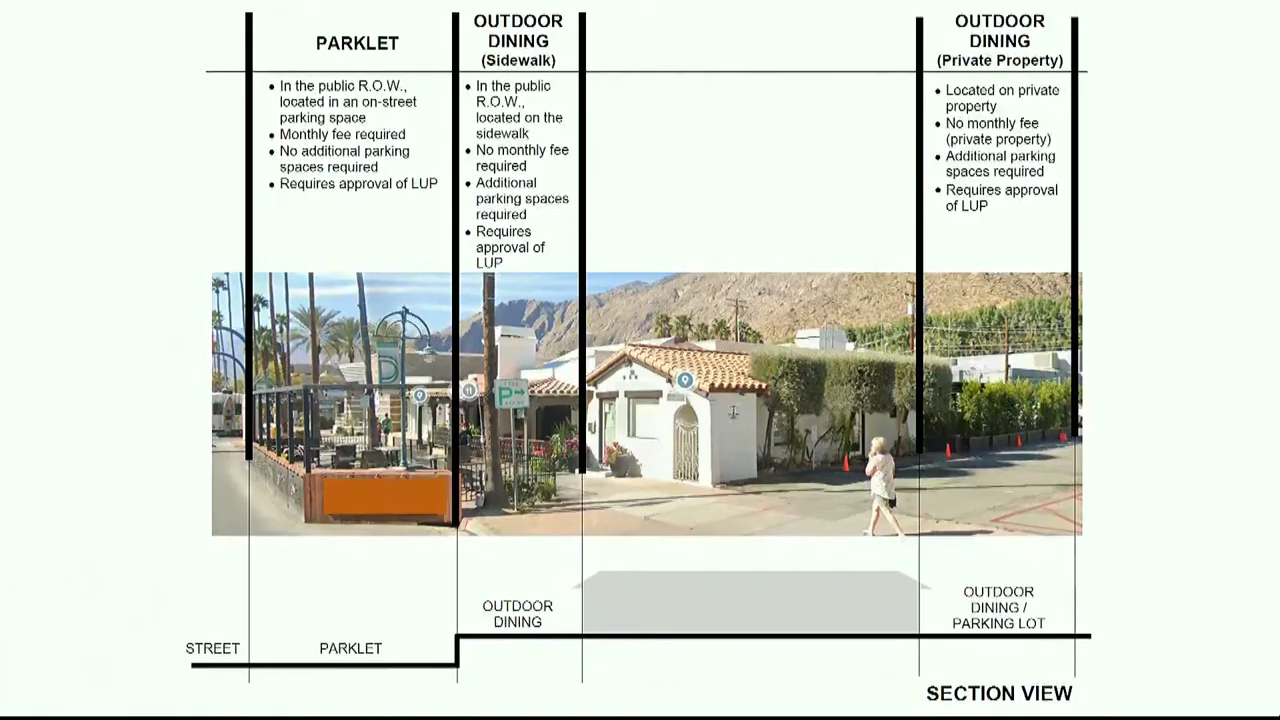 PARKLET
• In the public R.O.W.,
located in an on-street
parking space
• Monthly fee required
• No additional parking
spaces required
• Requires approval of LUP
OUTDOOR
DINING
(Sidewalk)
• In the public
R.O.W.,
located on the
sidewalk
• No monthly fee
required
• Additional
parking spaces
required
• Requires
approval of
LUP
OUTDOOR
DINING
(Private Property)
• Located on private
property
• No monthly fee
(private property)
• Additional parking
spaces required
• Requires approval
of LUP
P
9
11
9
STREET
PARKLET
OUTDOOR
DINING
OUTDOOR
DINING /
PARKING LOT
SECTION VIEW